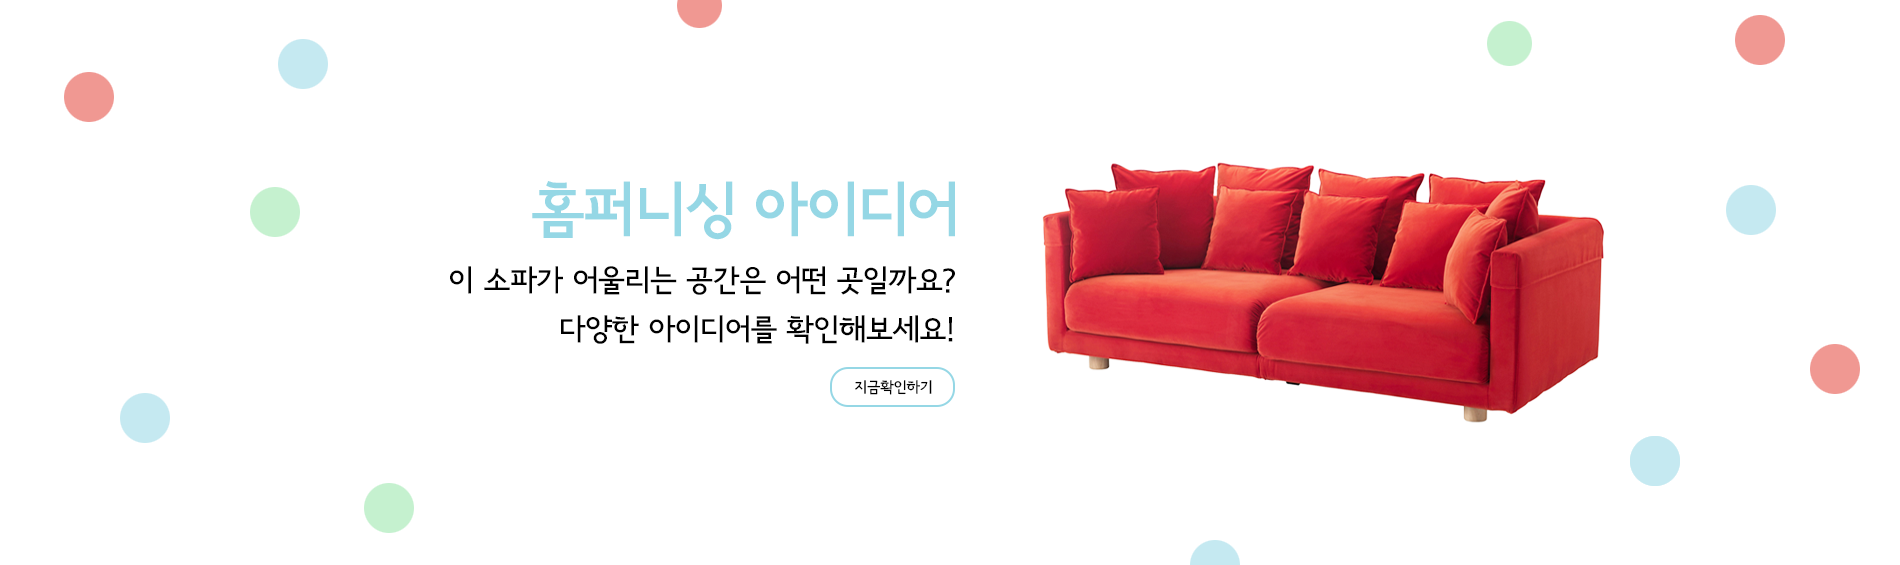 홈퍼니싱 아이디어
이 소파가 어울리는 공간은 어떤 곳일까요?
다양한 아이디어를 확인해보세요!
지금확인하기